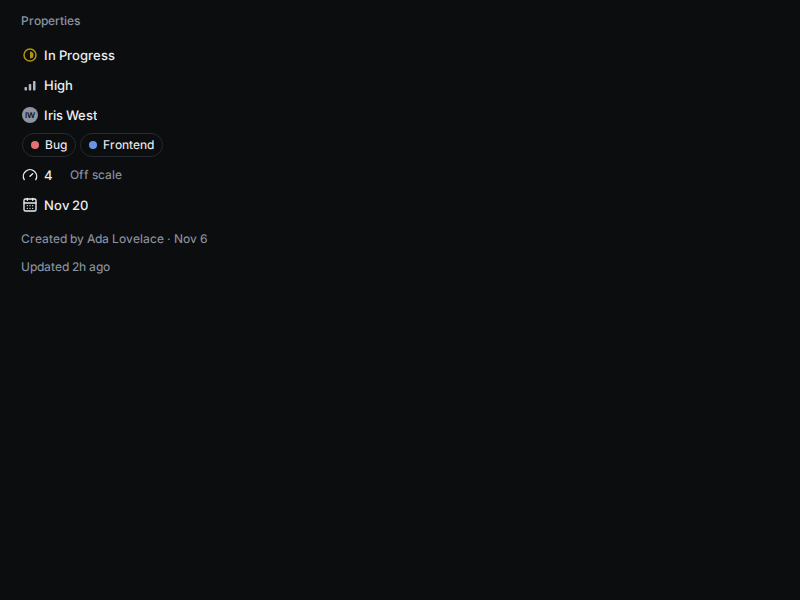 Properties
In Progress
High
IW Iris West
Bug Frontend
4 Off scale
Nov 20
Created by Ada Lovelace · Nov 6
Updated 2h ago